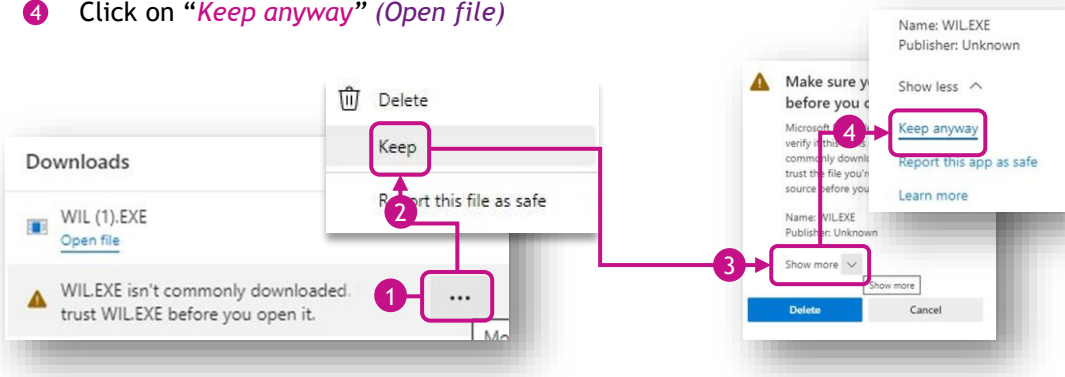 4 Click on “Keep anyway” (Open file)
Downloads
WIL (1).EXE
Open file
WIL.EXE isn't commonly downloaded.
trust WIL.EXE before you open it.
1
...
Delete
Keep
Report this file as safe
2
3
Make sure y
before you
Microsoft
verify if this
commonly downl
trust the file you'r
source before you
Name: WIL.EXE
Publisher: Unknown
Show more
Show more
Delete Cancel
Name: WIL.EXE
Publisher: Unknown
Show less
4
Keep anyway
Report this app as safe
Learn more